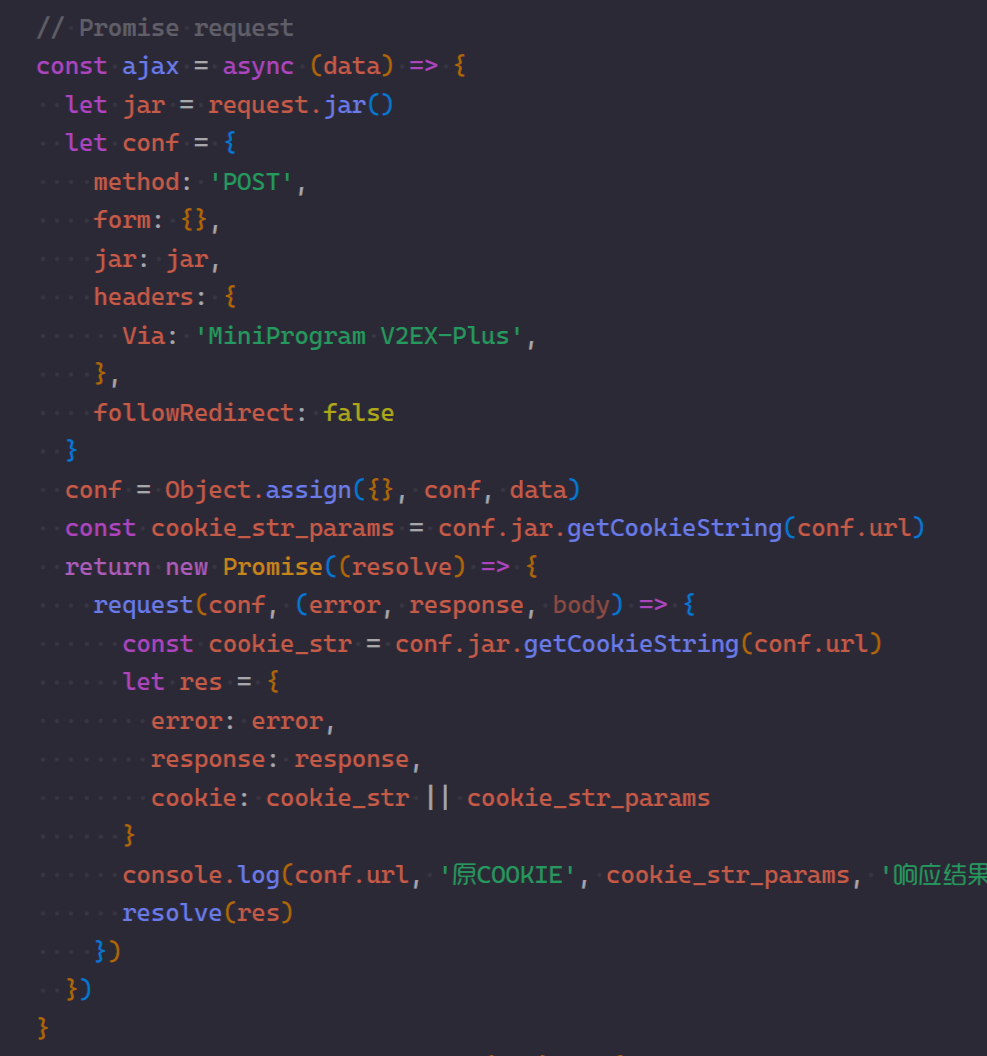 // Promise request
const ajax = async (data) => {
  let jar = request.jar()
  let conf = {
    method: 'POST',
    form: {},
    jar: jar,
    headers: {
      Via: 'MiniProgram V2EX-Plus',
    },
    followRedirect: false
  }
  conf = Object.assign({}, conf, data)
  const cookie_str_params = conf.jar.getCookieString(conf.url)
  return new Promise((resolve) => {
    request(conf, (error, response, body) => {
      const cookie_str = conf.jar.getCookieString(conf.url)
      let res = {
        error: error,
        response: response,
        cookie: cookie_str || cookie_str_params
      }
      console.log(conf.url, '原COOKIE', cookie_str_params, '响应结果
      resolve(res)
    })
  })
}